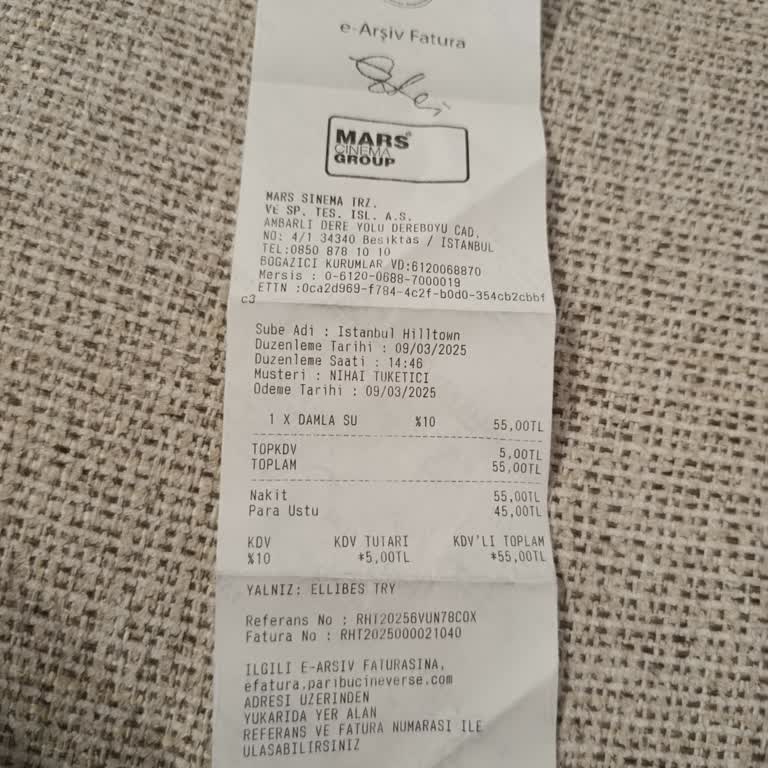 e-Arşiv Fatura
MARS
CINEMA
GROUP
MARS SINEMA TRZ.
VE SP. TES. ISL. A.S.
AMBARLI DERE YOLU DEREBOYU CAD.
NO: 4/1 34340 Besiktas / ISTANBUL
TEL:0850 878 10 10
BOGAZICI KURUMLAR VD:6120068870
Mersis : 0-6120-0688-7000019
ETTN :0ca2d969-f784-4c2f-b0d0-354cb2cbbf
c3
Sube Adi : Istanbul Hilltown
Duzenleme Tarihi : 09/03/2025
Duzenleme Saati : 14:46
Musteri : NIHAI TUKETICI
Odeme Tarihi : 09/03/2025
1 X DAMLA SU %10 55,00TL
TOPKDV 5,00TL
TOPLAM 55,00TL
Nakit 55,00TL
Para Ustu 45,00TL
KDV KDV TUTARI KDV'LI TOPLAM
%10 *5,00TL *55,00TL
YALNIZ: ELLIBES TRY
Referans No : RHT20256VUN78COX
Fatura No : RHT2025000021040
ILGILI E-ARSIV FATURASINA,
efatura.paribucineverse.com
ADRESI UZERINDEN
YUKARIDA YER ALAN
REFERANS VE FATURA NUMARASI ILE
ULASABILIRSINIZ